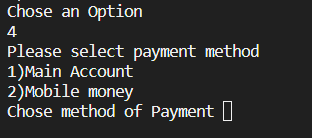 Chose an Option
4
Please select payment method
1)Main Account
2)Mobile money
Chose method of Payment